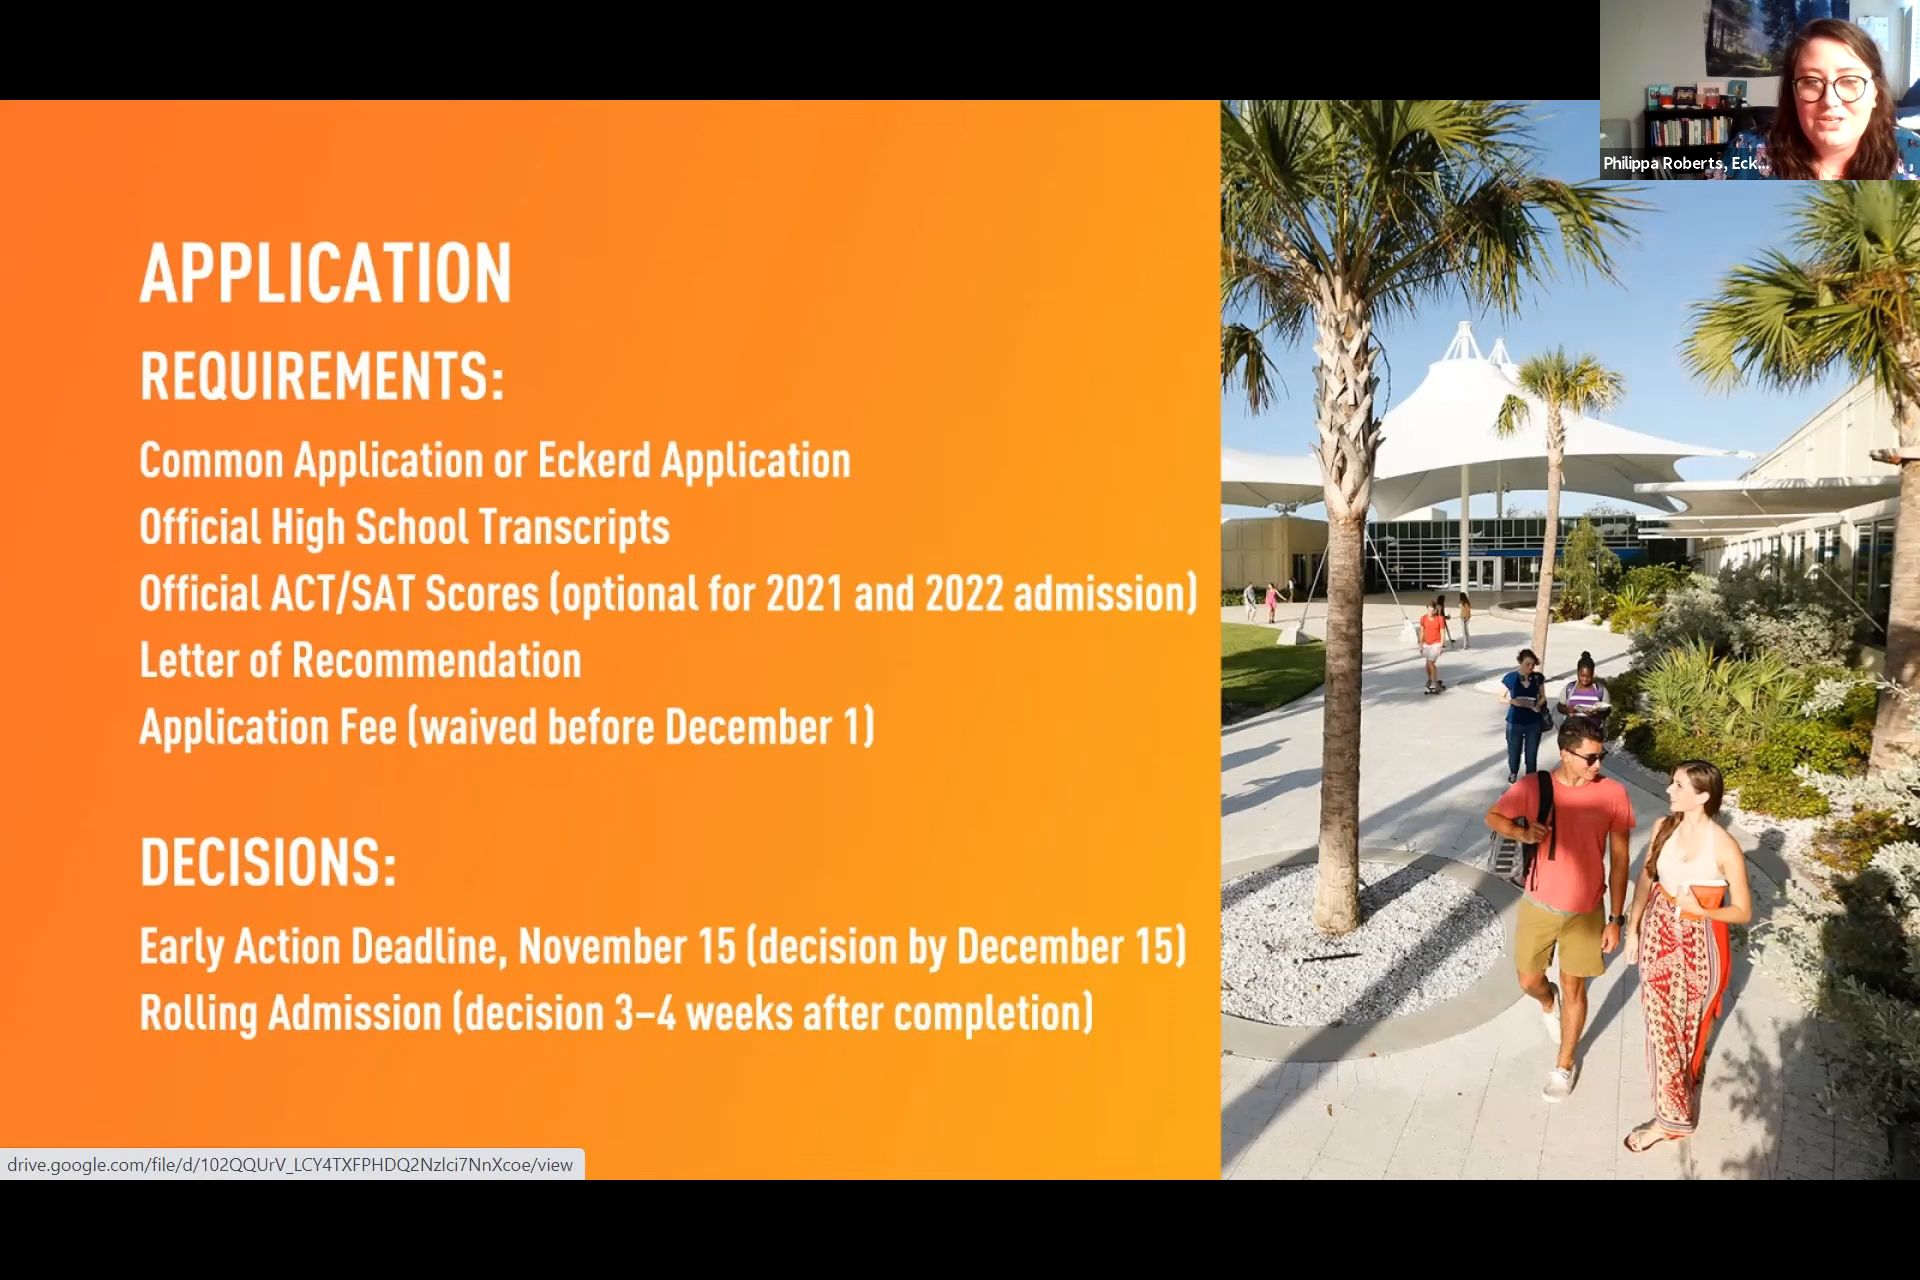 Philippa Roberts, Eck...
APPLICATION
REQUIREMENTS:
Common Application or Eckerd Application
Official High School Transcripts
Official ACT/SAT Scores (optional for 2021 and 2022 admission)
Letter of Recommendation
Application Fee (waived before December 1)
DECISIONS:
Early Action Deadline, November 15 (decision by December 15)
Rolling Admission (decision 3–4 weeks after completion)
drive.google.com/file/d/102QQUrV_LCY4TXFPHDQ2Nzlci7NnXcoe/view